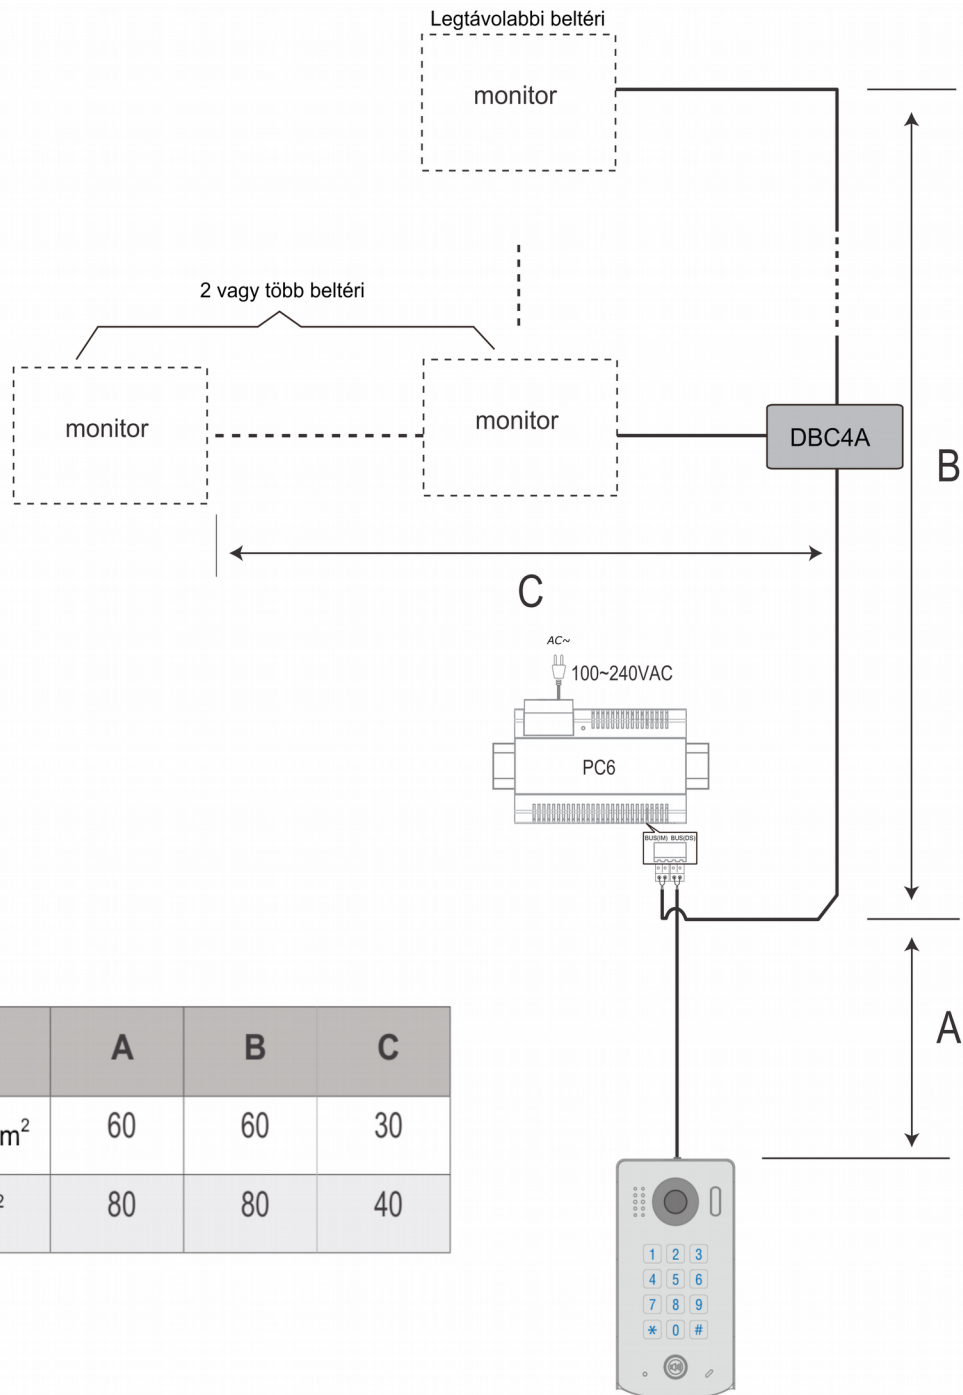 Legtávolabbi beltéri
monitor
2 vagy több beltéri
monitor
monitor
DBC4A
B
C
AC~
100~240VAC
PC6
BUS(IM) BUS(DS)
A
A B C
m² 60 60 30
² 80 80 40
1 2 3
4 5 6
7 8 9
* 0 #